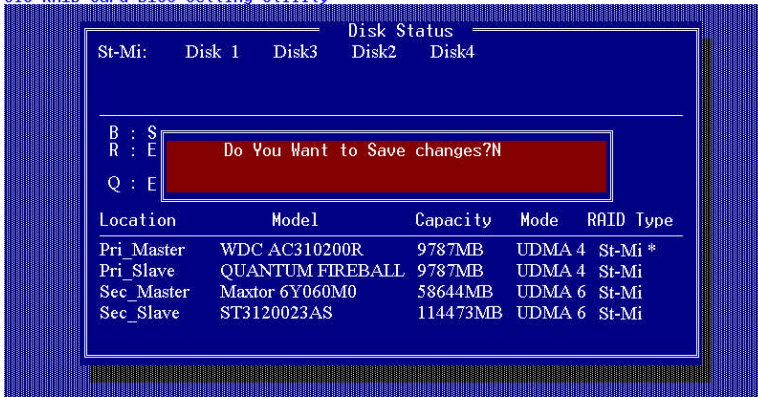 Disk Status
St-Mi: Disk 1 Disk3 Disk2 Disk4
B : S
R : E Do You Want to Save changes?N
Q : E
Location Model Capacity Mode RAID Type
Pri_Master WDC AC310200R 9787MB UDMA 4 St-Mi *
Pri_Slave QUANTUM FIREBALL 9787MB UDMA 4 St-Mi
Sec_Master Maxtor 6Y060M0 58644MB UDMA 6 St-Mi
Sec_Slave ST3120023AS 114473MB UDMA 6 St-Mi